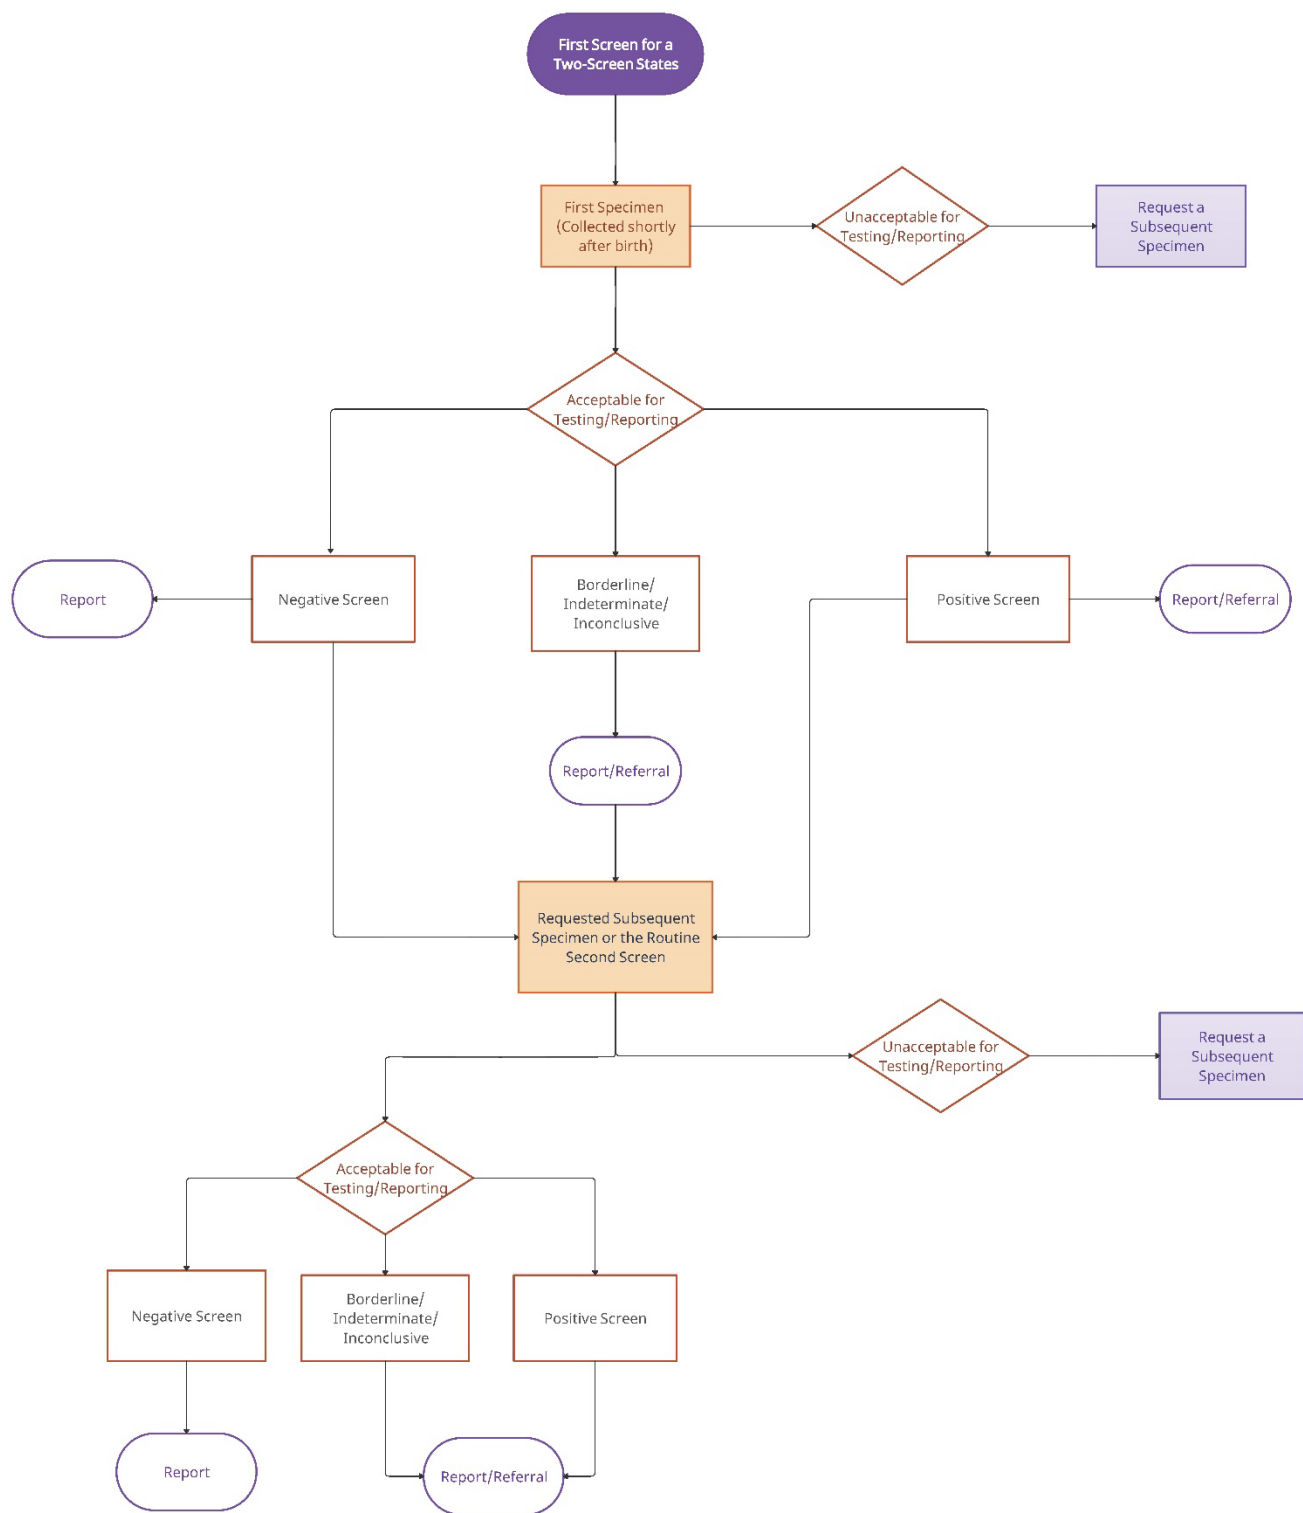 First Screen for a
Two-Screen States
First Specimen
(Collected shortly
after birth)
Unacceptable for
Testing/Reporting
Request a
Subsequent
Specimen
Acceptable for
Testing/Reporting
Report
Negative Screen
Borderline/
Indeterminate/
Inconclusive
Positive Screen
Report/Referral
Report/Referral
Requested Subsequent
Specimen or the Routine
Second Screen
Unacceptable for
Testing/Reporting
Request a
Subsequent
Specimen
Acceptable for
Testing/Reporting
Negative Screen
Borderline/
Indeterminate/
Inconclusive
Positive Screen
Report
Report/Referral